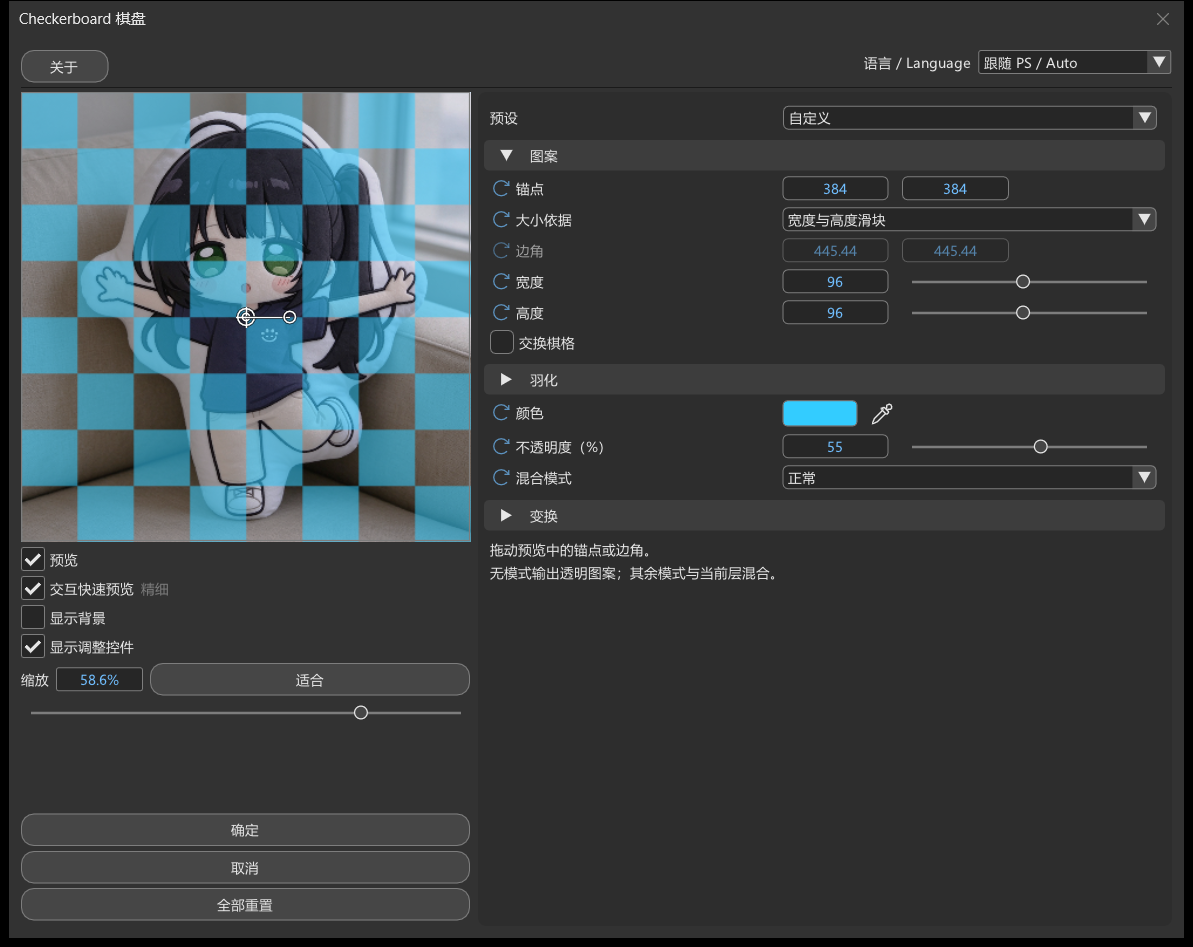 Checkerboard 棋盘
关于
语言 / Language 跟随 PS / Auto
预设 自定义
图案
锚点 384 384
大小依据 宽度与高度滑块
边角 445.44 445.44
宽度 96
高度 96
交换棋格
羽化
颜色
不透明度（%） 55
混合模式 正常
变换
拖动预览中的锚点或边角。
无模式输出透明图案；其余模式与当前层混合。
预览
交互快速预览 精细
显示背景
显示调整控件
缩放 58.6% 适合
确定
取消
全部重置